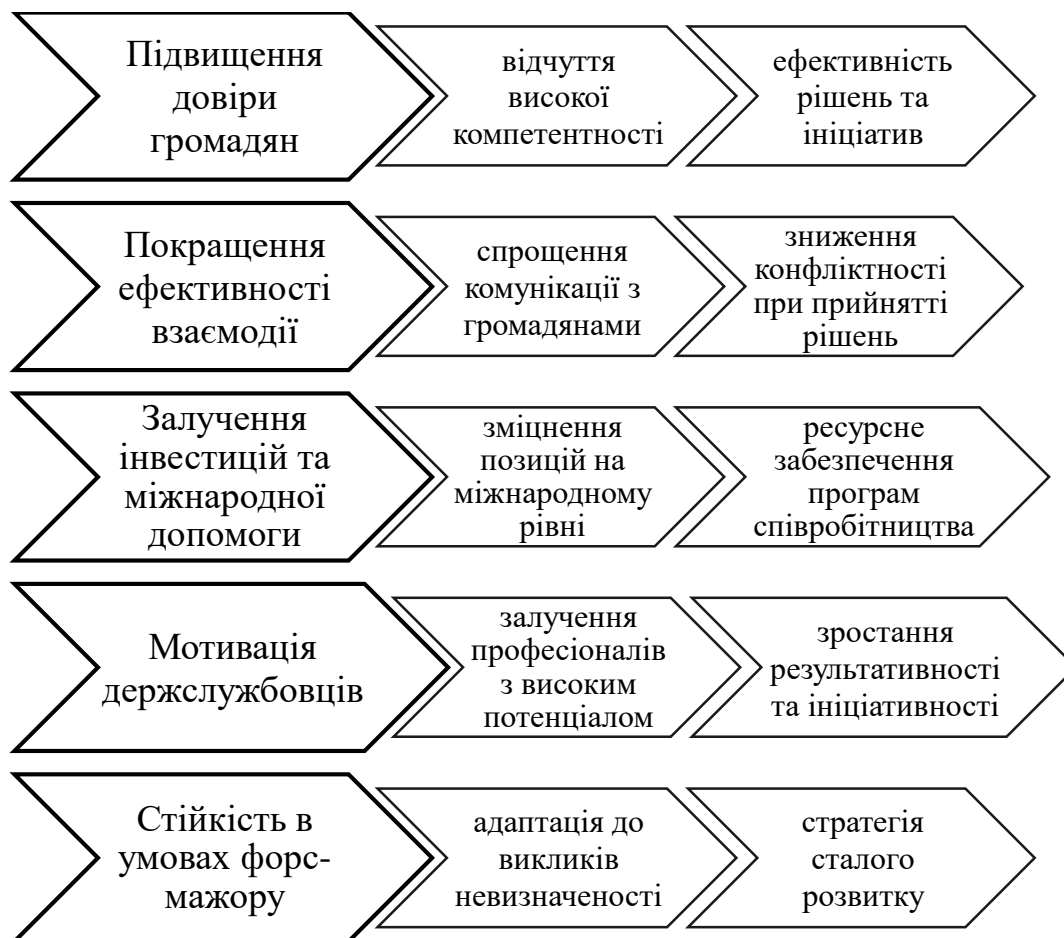 Підвищення
довіри
громадян
відчуття
високої
компетентності
ефективність
рішень та
ініціатив
Покращення
ефективності
взаємодії
спрощення
комунікації з
громадянами
зниження
конфліктності
при прийнятті
рішень
Залучення
інвестицій та
міжнародної
допомоги
зміцнення
позицій на
міжнародному
рівні
ресурсне
забезпечення
програм
співробітництва
Мотивація
держслужбовців
залучення
професіоналів
з високим
потенціалом
зростання
результативності
та ініціативності
Стійкість в
умовах форс-
мажору
адаптація до
викликів
невизначеності
стратегія
сталого
розвитку